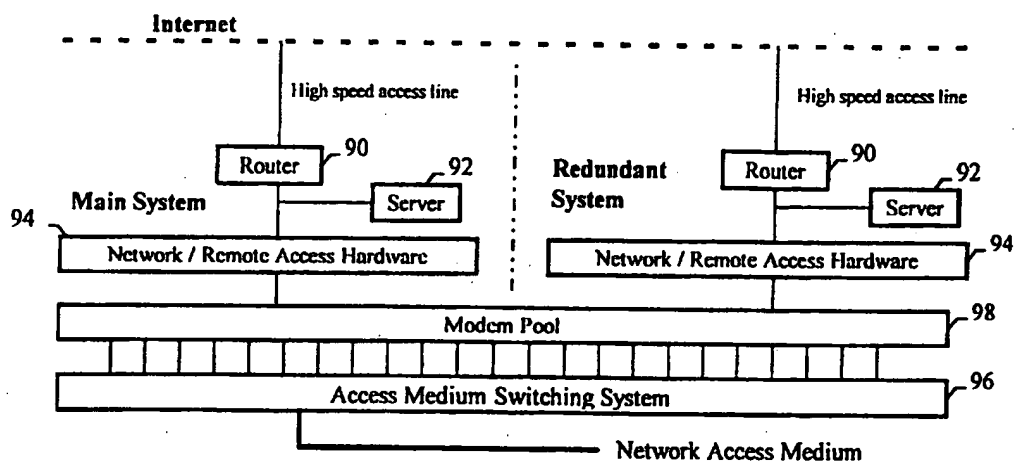 Internet
High speed access line
High speed access line
Router
90
Router
90
Redundant
System
92
Server
92
Server
Main System
94
Network / Remote Access Hardware
Network / Remote Access Hardware
94
Modem Pool
98
Access Medium Switching System
96
Network Access Medium